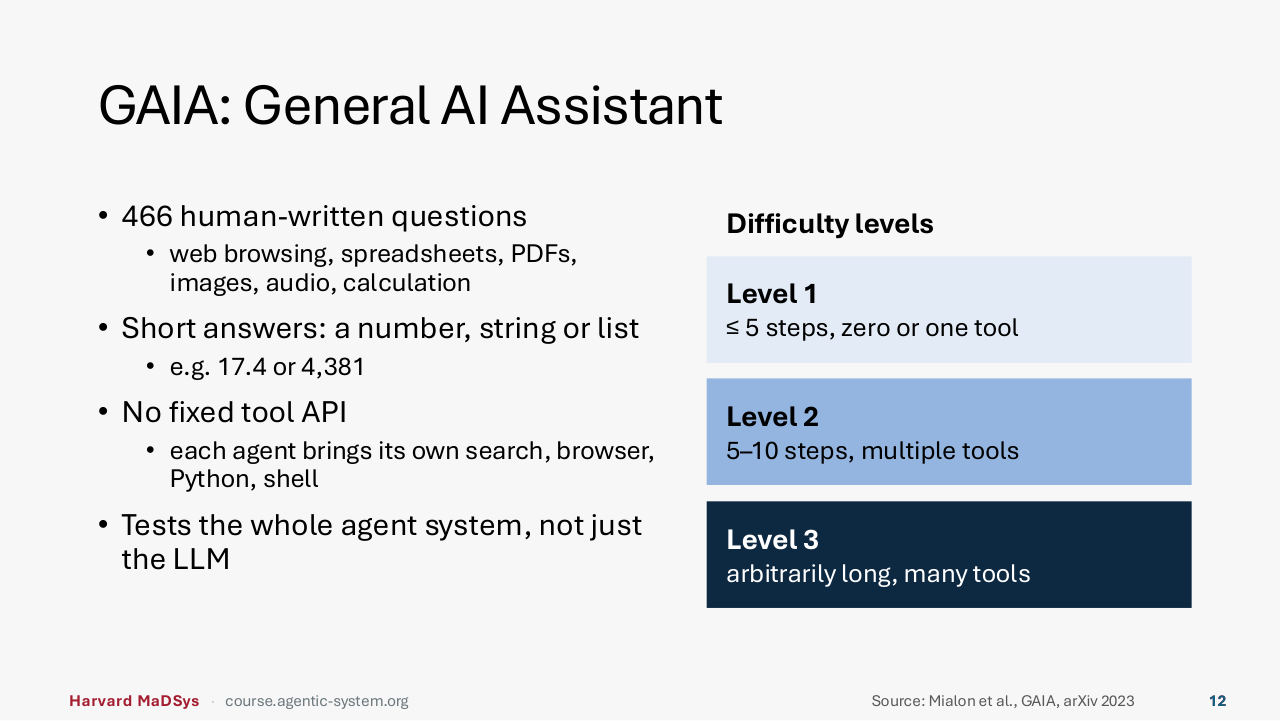 GAIA: General AI Assistant
• 466 human-written questions
• web browsing, spreadsheets, PDFs,
images, audio, calculation
• Short answers: a number, string or list
• e.g. 17.4 or 4,381
• No fixed tool API
• each agent brings its own search, browser,
Python, shell
• Tests the whole agent system, not just
the LLM
Difficulty levels
Level 1
≤ 5 steps, zero or one tool
Level 2
5–10 steps, multiple tools
Level 3
arbitrarily long, many tools
Harvard MaDSys · course.agentic-system.org
Source: Mialon et al., GAIA, arXiv 2023
12